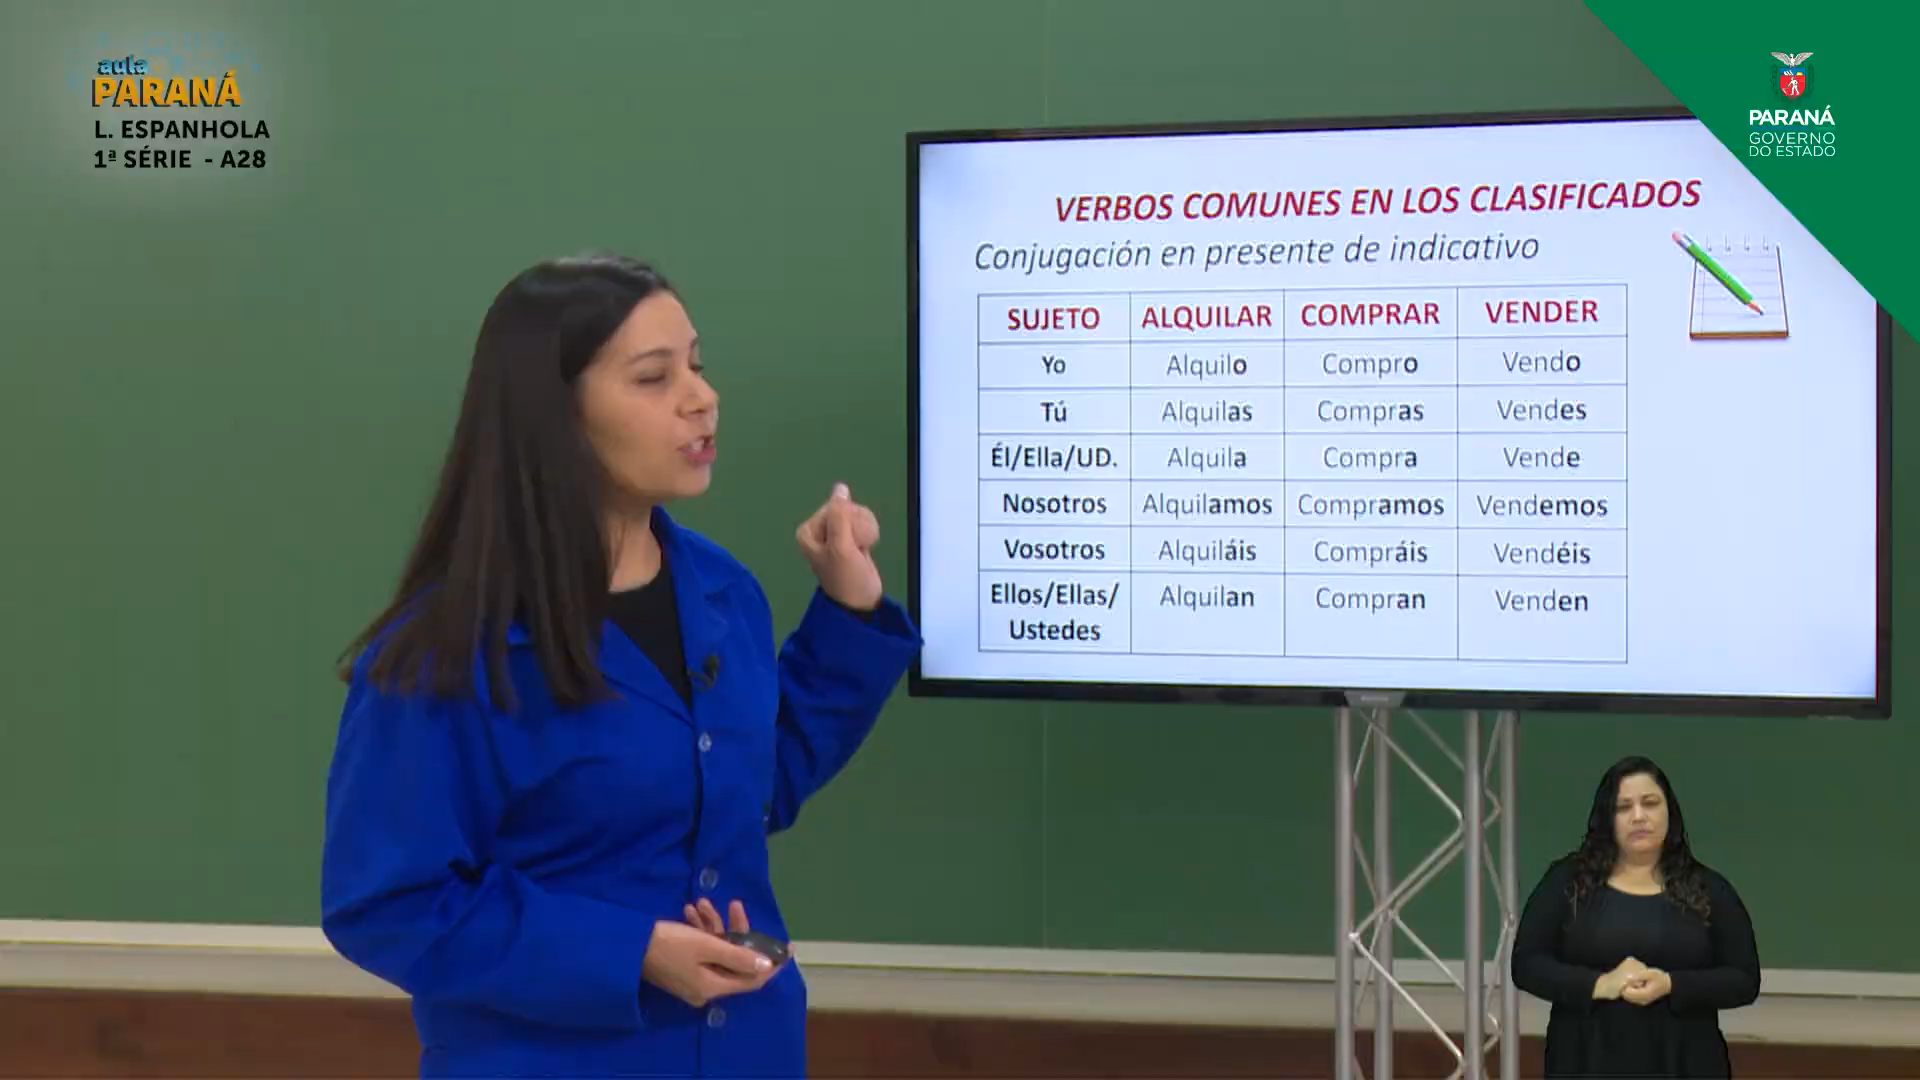 aula
PARANÁ
L. ESPANHOLA
1ª SÉRIE - A28
PARANÁ
GOVERNO
DO ESTADO
VERBOS COMUNES EN LOS CLASIFICADOS
Conjugación en presente de indicativo
SUJETO ALQUILAR COMPRAR VENDER
Yo Alquilo Compro Vendo
Tú Alquilas Compras Vendes
Él/Ella/UD. Alquila Compra Vende
Nosotros Alquilamos Compramos Vendemos
Vosotros Alquiláis Compráis Vendéis
Ellos/Ellas/ Alquilan Compran Venden
Ustedes